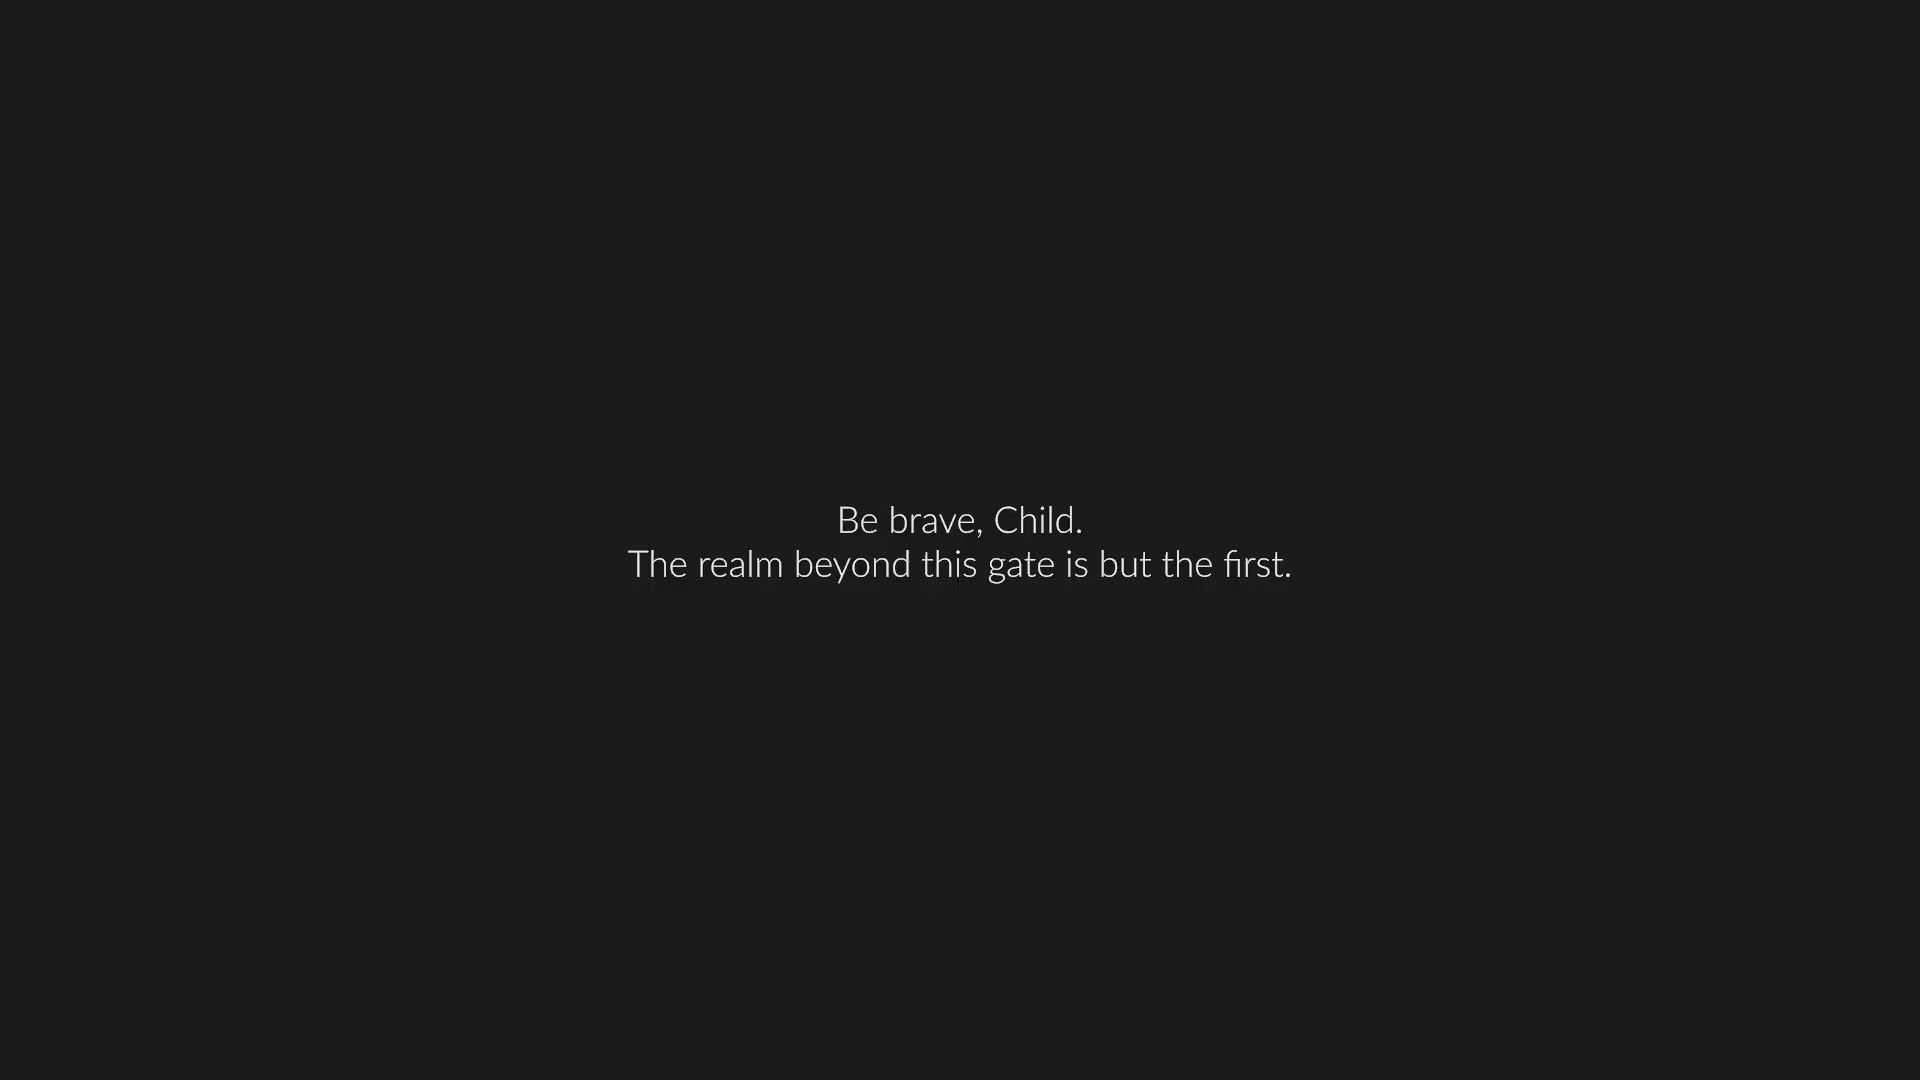 Be brave, Child.
The realm beyond this gate is but the first.